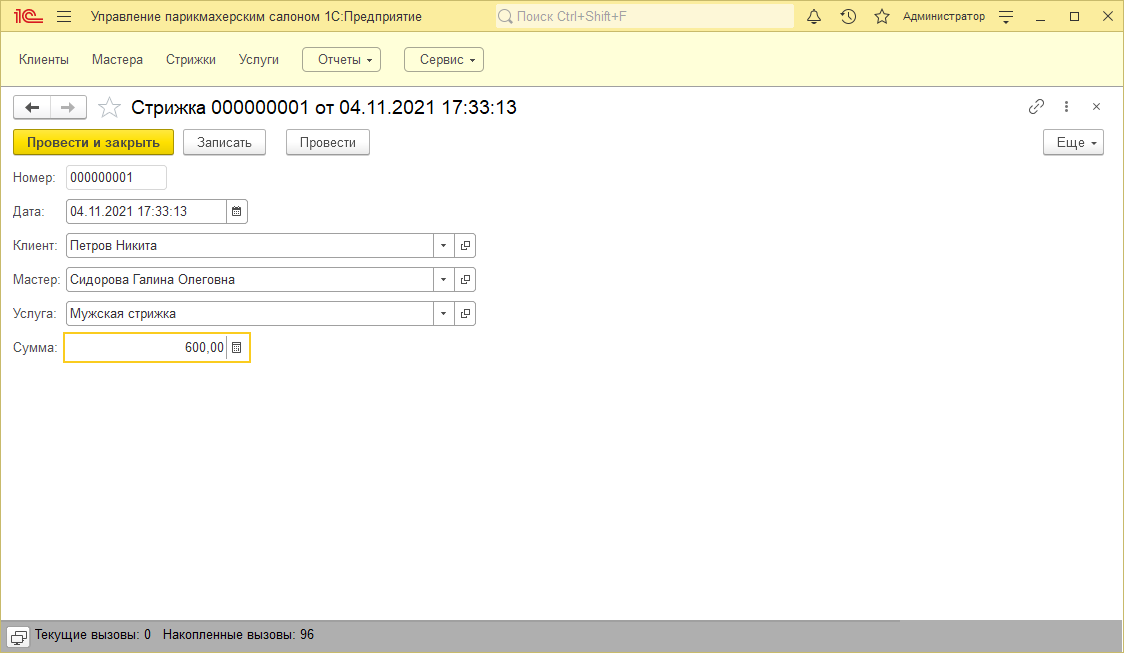 1С Управление парикмахерским салоном 1С:Предприятие Поиск Ctrl+Shift+F Администратор
Клиенты Мастера Стрижки Услуги Отчеты Сервис
Стрижка 000000001 от 04.11.2021 17:33:13
Провести и закрыть Записать Провести Еще
Номер: 000000001
Дата: 04.11.2021 17:33:13
Клиент: Петров Никита
Мастер: Сидорова Галина Олеговна
Услуга: Мужская стрижка
Сумма: 600,00
Текущие вызовы: 0 Накопленные вызовы: 96